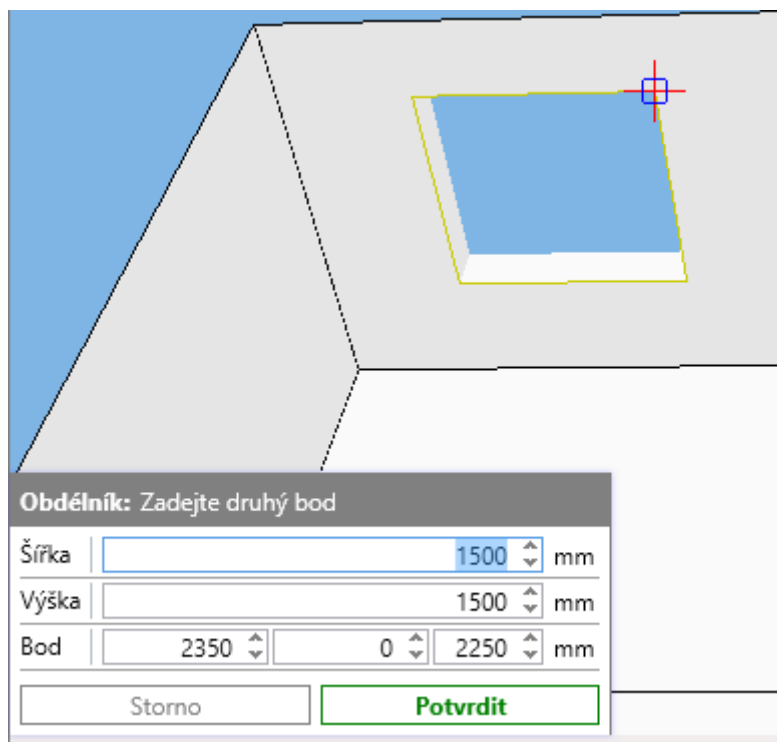 Obdélník: Zadejte druhý bod
Šířka 1500 mm
Výška 1500 mm
Bod 2350 0 2250 mm
Storno Potvrdit